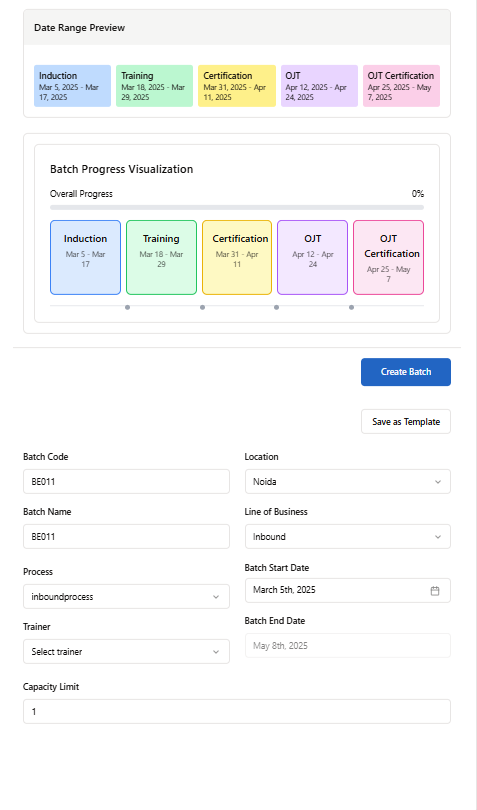 Date Range Preview
Induction
Mar 5, 2025 - Mar
17, 2025
Training
Mar 18, 2025 - Mar
29, 2025
Certification
Mar 31, 2025 - Apr
11, 2025
OJT
Apr 12, 2025 - Apr
24, 2025
OJT Certification
Apr 25, 2025 - May
7, 2025
Batch Progress Visualization
Overall Progress 0%
Induction
Mar 5 - Mar
17
Training
Mar 18 - Mar
29
Certification
Mar 31 - Apr
11
OJT
Apr 12 - Apr
24
OJT
Certification
Apr 25 - May
7
Create Batch
Save as Template
Batch Code
BE011
Location
Noida
Batch Name
BE011
Line of Business
Inbound
Process
inboundprocess
Batch Start Date
March 5th, 2025
Trainer
Select trainer
Batch End Date
May 8th, 2025
Capacity Limit
1